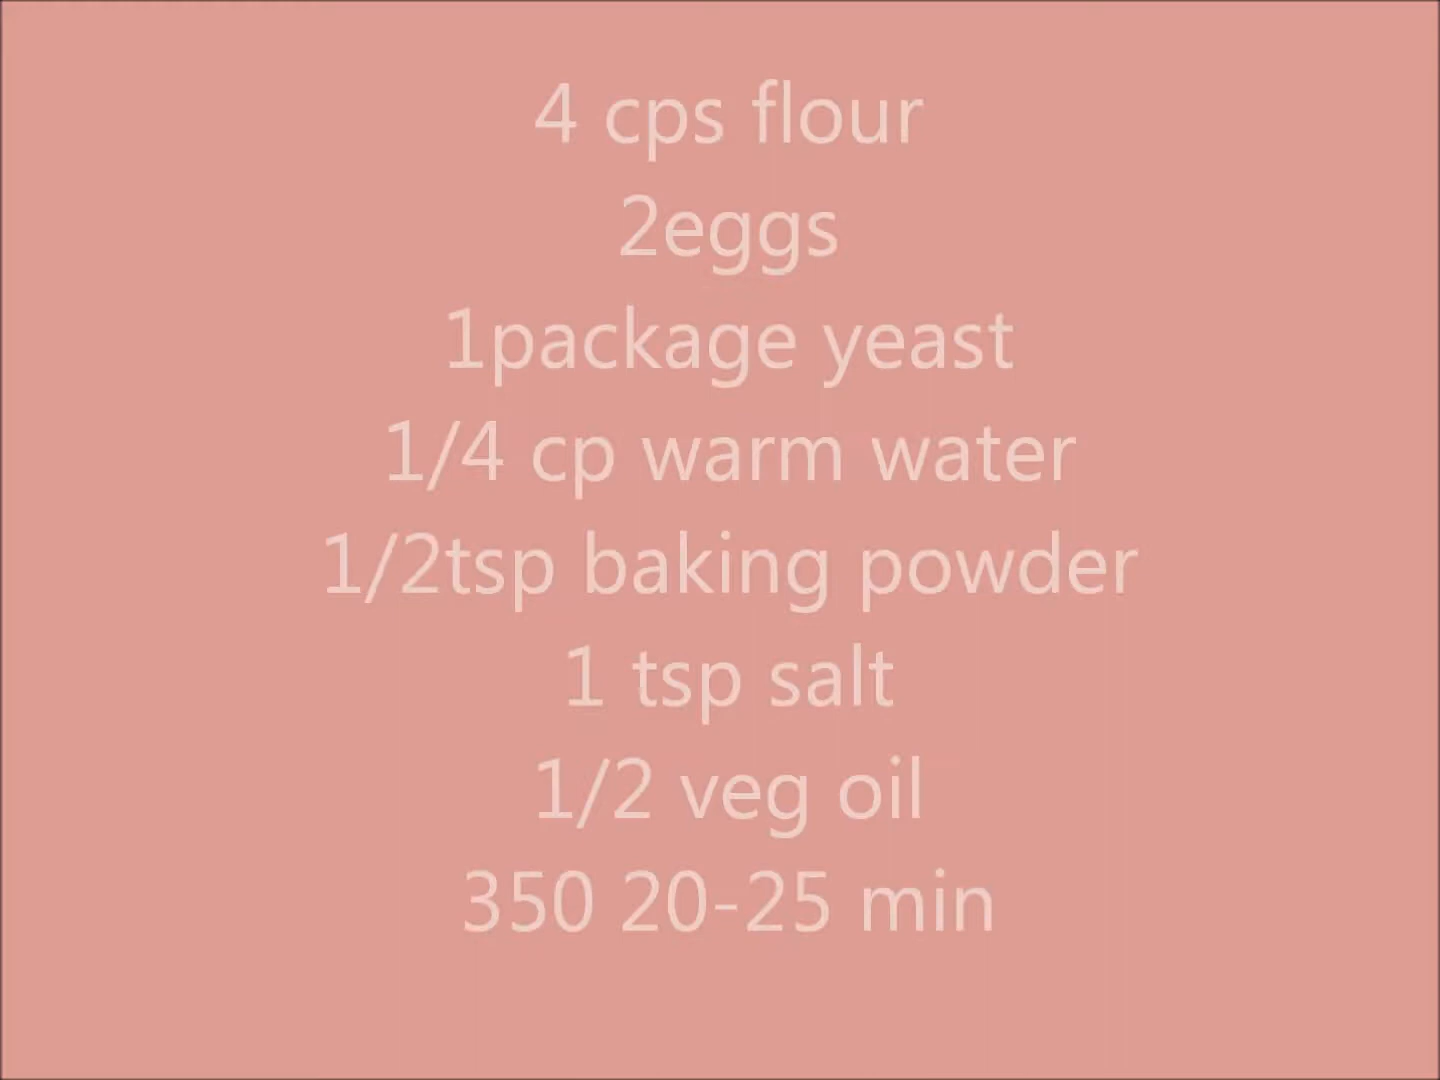 4 cps flour
2eggs
1package yeast
1/4 cp warm water
1/2tsp baking powder
1 tsp salt
1/2 veg oil
350 20-25 min